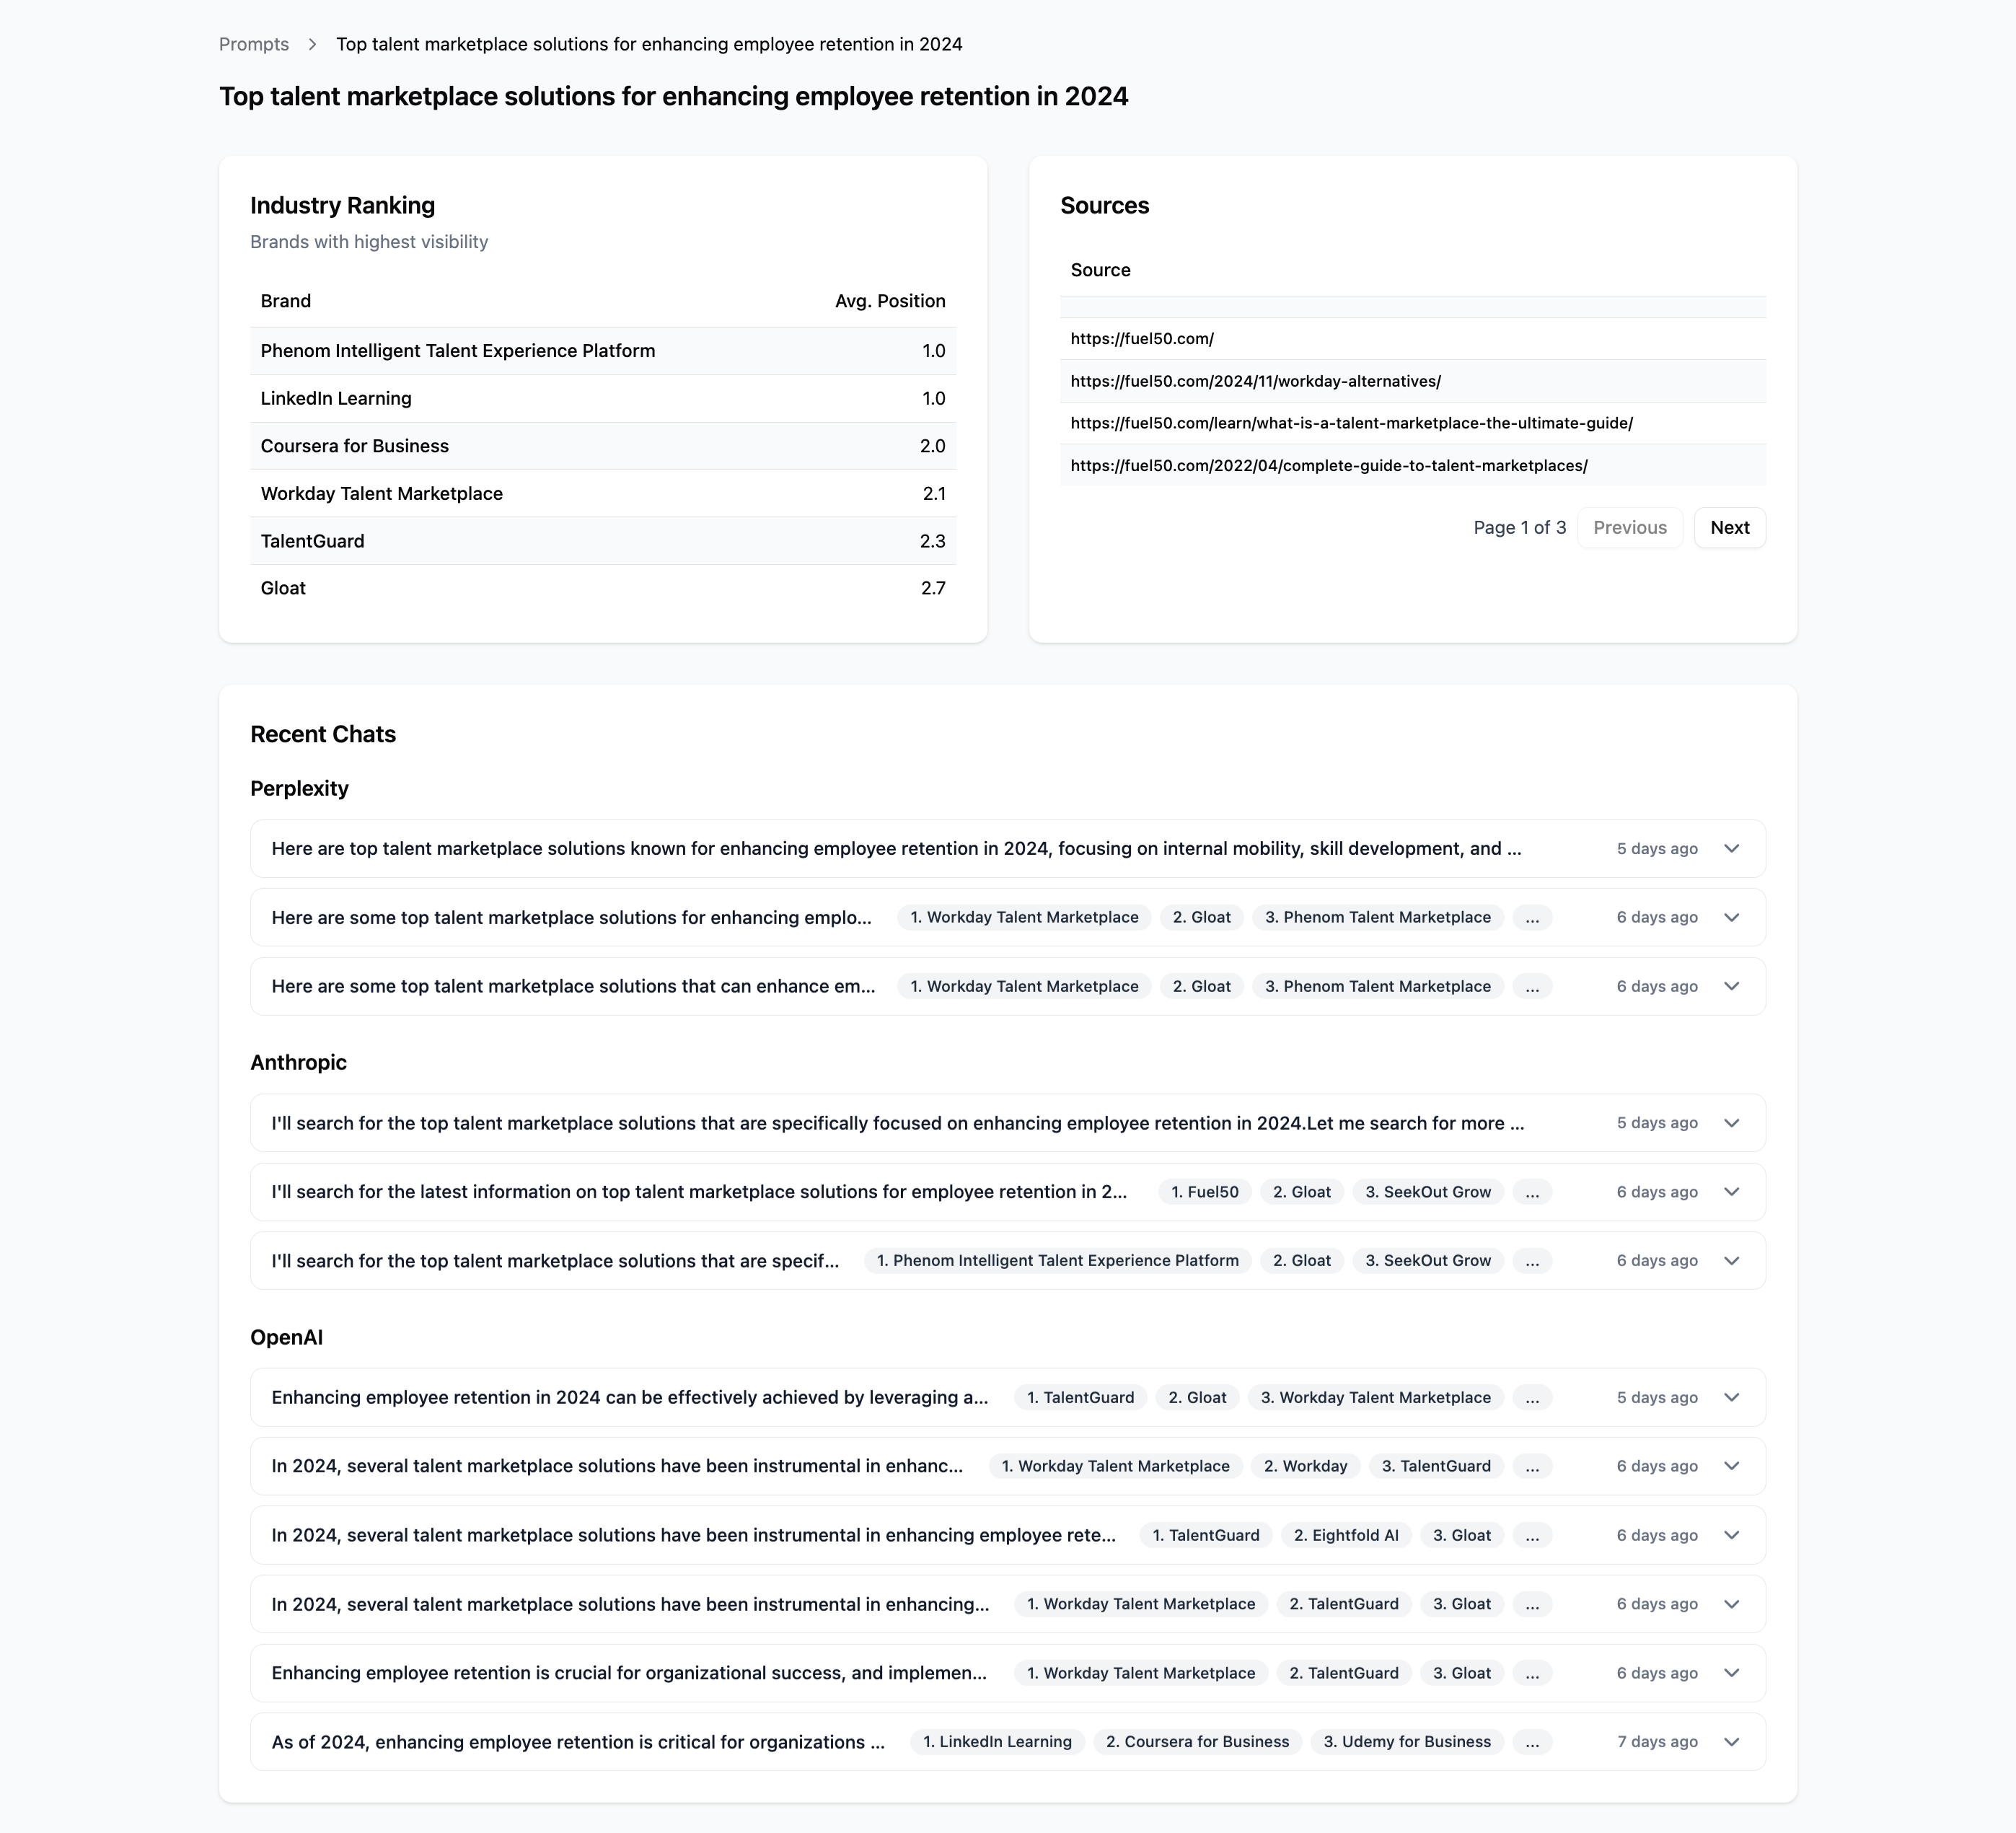 Prompts > Top talent marketplace solutions for enhancing employee retention in 2024
Top talent marketplace solutions for enhancing employee retention in 2024
Industry Ranking
Brands with highest visibility
Brand Avg. Position
Phenom Intelligent Talent Experience Platform 1.0
LinkedIn Learning 1.0
Coursera for Business 2.0
Workday Talent Marketplace 2.1
TalentGuard 2.3
Gloat 2.7
Sources
Source
https://fuel50.com/
https://fuel50.com/2024/11/workday-alternatives/
https://fuel50.com/learn/what-is-a-talent-marketplace-the-ultimate-guide/
https://fuel50.com/2022/04/complete-guide-to-talent-marketplaces/
Page 1 of 3 Previous Next
Recent Chats
Perplexity
Here are top talent marketplace solutions known for enhancing employee retention in 2024, focusing on internal mobility, skill development, and ... 5 days ago
Here are some top talent marketplace solutions for enhancing emplo... 1. Workday Talent Marketplace 2. Gloat 3. Phenom Talent Marketplace ... 6 days ago
Here are some top talent marketplace solutions that can enhance em... 1. Workday Talent Marketplace 2. Gloat 3. Phenom Talent Marketplace ... 6 days ago
Anthropic
I'll search for the top talent marketplace solutions that are specifically focused on enhancing employee retention in 2024.Let me search for more ... 5 days ago
I'll search for the latest information on top talent marketplace solutions for employee retention in 2... 1. Fuel50 2. Gloat 3. SeekOut Grow ... 6 days ago
I'll search for the top talent marketplace solutions that are specif... 1. Phenom Intelligent Talent Experience Platform 2. Gloat 3. SeekOut Grow ... 6 days ago
OpenAI
Enhancing employee retention in 2024 can be effectively achieved by leveraging a... 1. TalentGuard 2. Gloat 3. Workday Talent Marketplace ... 5 days ago
In 2024, several talent marketplace solutions have been instrumental in enhanc... 1. Workday Talent Marketplace 2. Workday 3. TalentGuard ... 6 days ago
In 2024, several talent marketplace solutions have been instrumental in enhancing employee rete... 1. TalentGuard 2. Eightfold AI 3. Gloat ... 6 days ago
In 2024, several talent marketplace solutions have been instrumental in enhancing... 1. Workday Talent Marketplace 2. TalentGuard 3. Gloat ... 6 days ago
Enhancing employee retention is crucial for organizational success, and implemen... 1. Workday Talent Marketplace 2. TalentGuard 3. Gloat ... 6 days ago
As of 2024, enhancing employee retention is critical for organizations ... 1. LinkedIn Learning 2. Coursera for Business 3. Udemy for Business ... 7 days ago